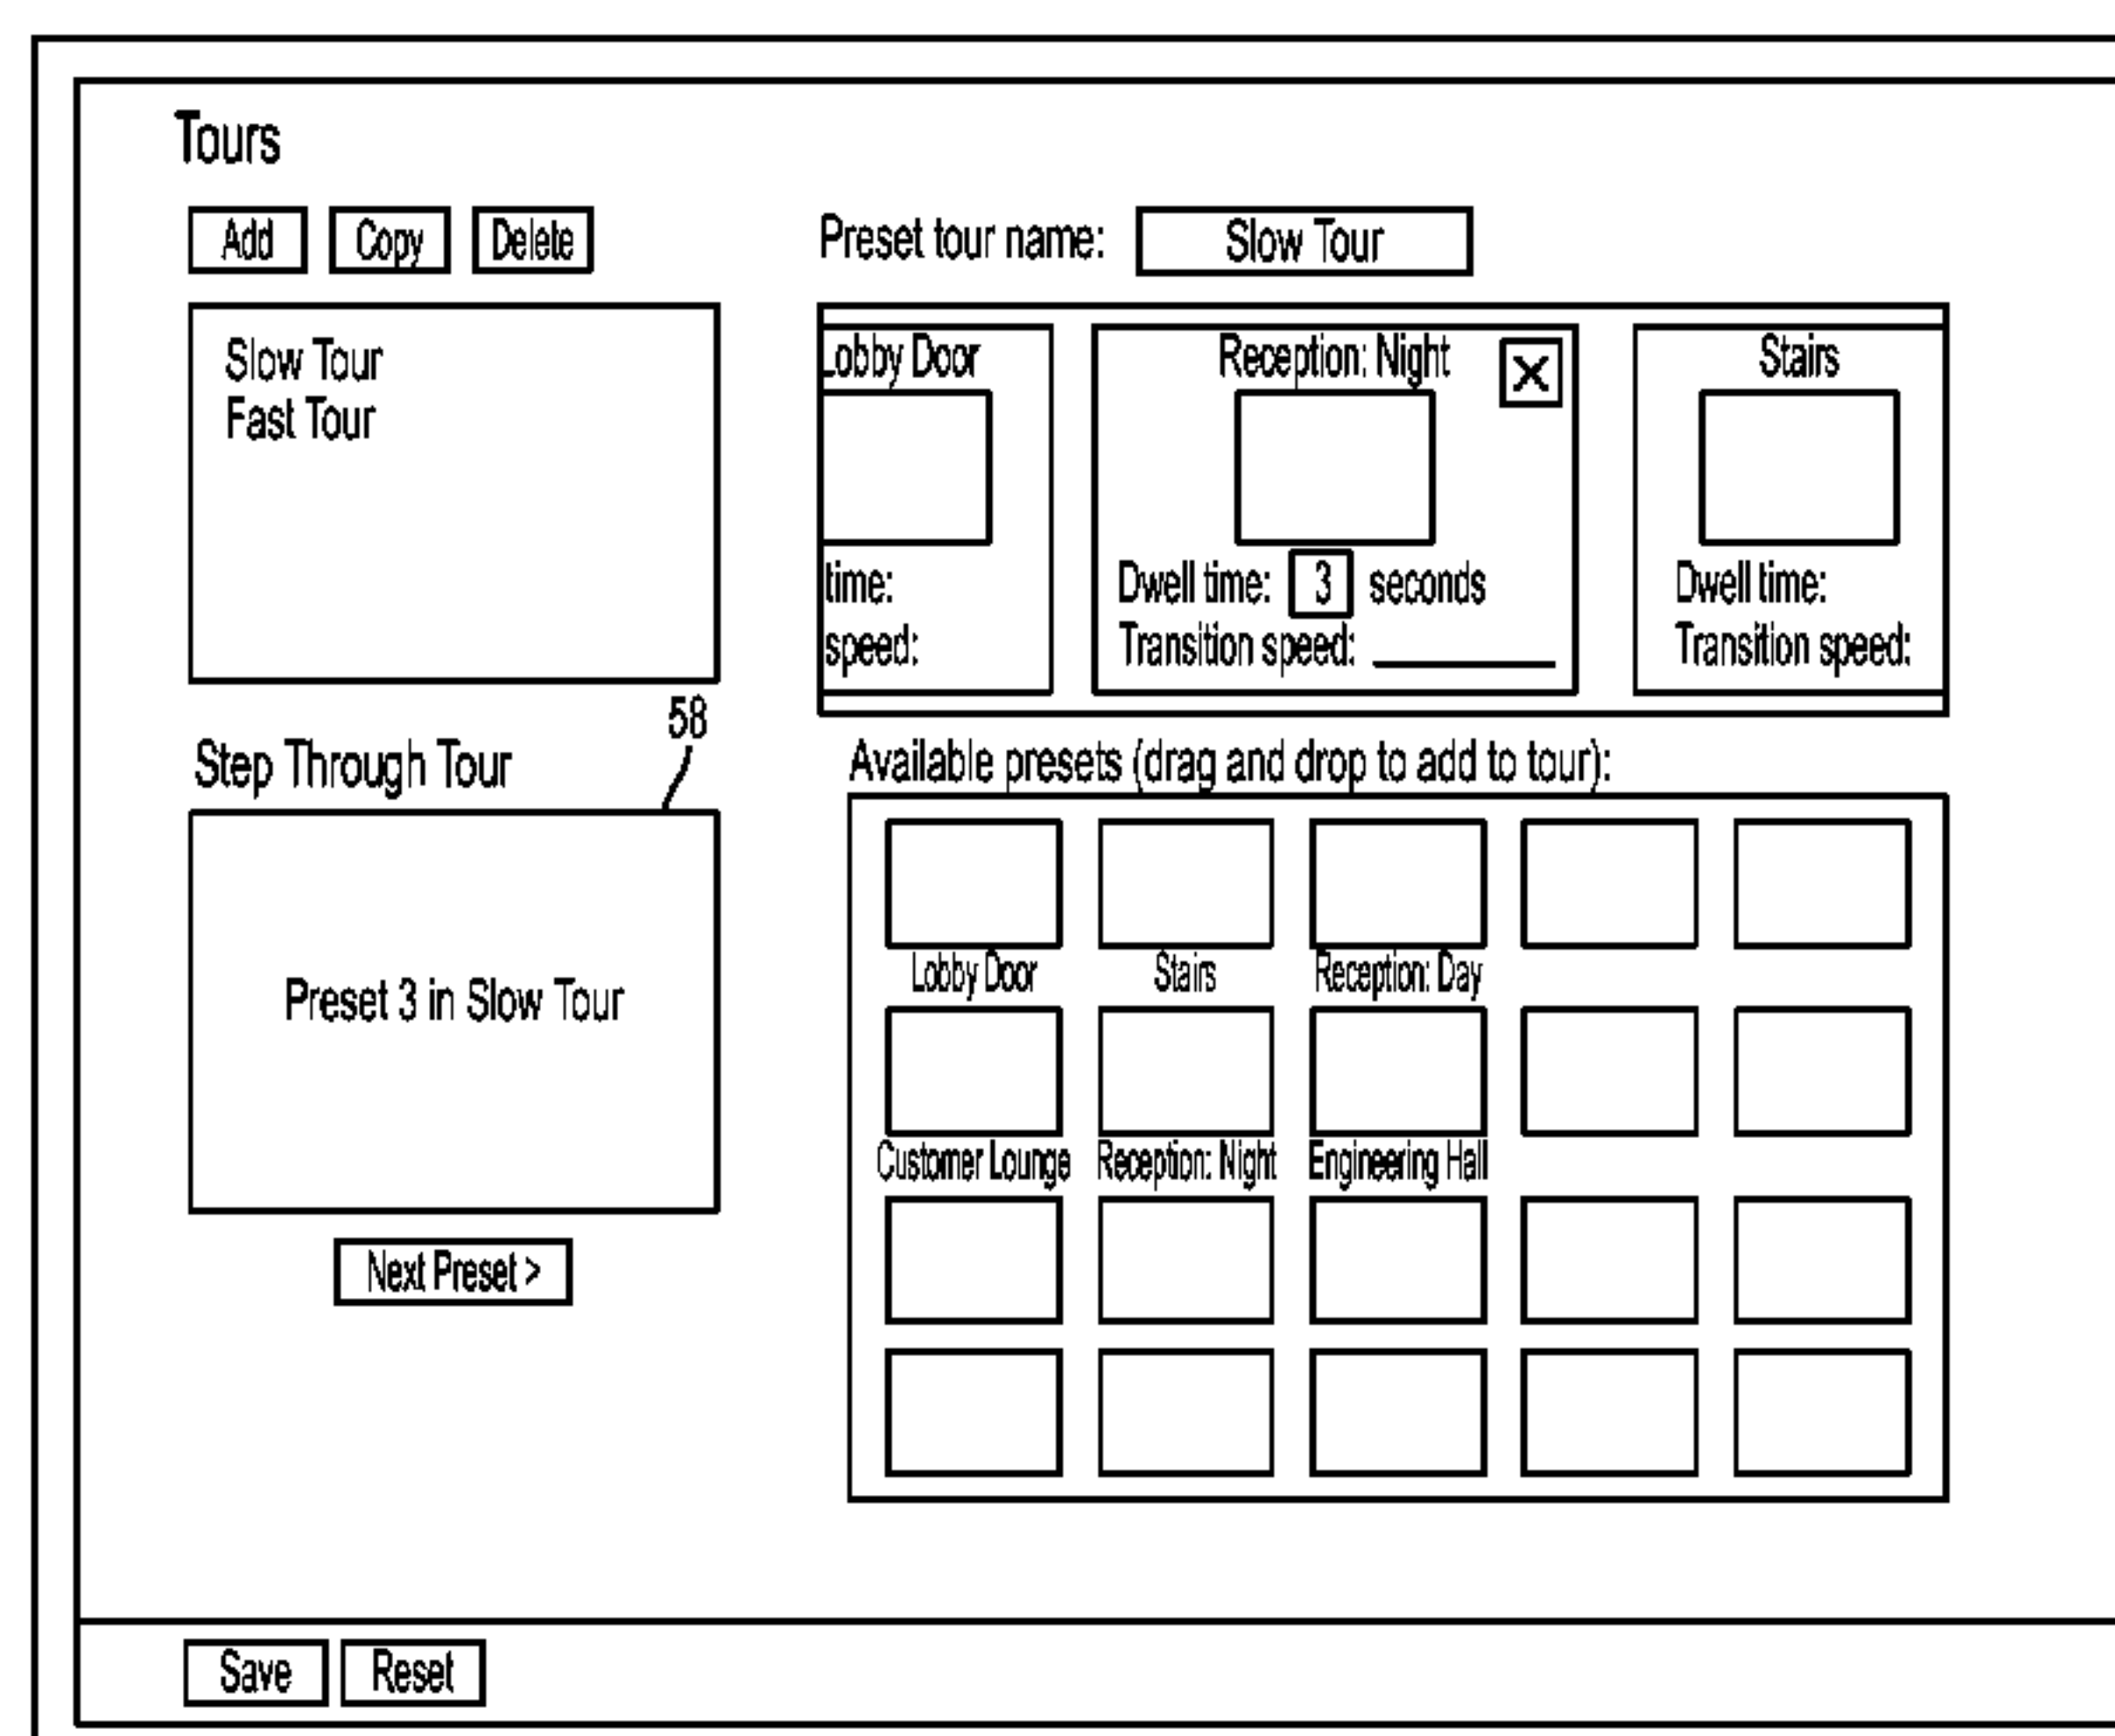 Tours
Add Copy Delete
Preset tour name: Slow Tour
Slow Tour
Fast Tour
Lobby Door
time:
speed:
Reception: Night X
Dwell time: 3 seconds
Transition speed:
Stairs
Dwell time:
Transition speed:
58
Step Through Tour
Preset 3 in Slow Tour
Next Preset >
Available presets (drag and drop to add to tour):
Lobby Door Stairs Reception: Day
Customer Lounge Reception: Night Engineering Hall
Save Reset